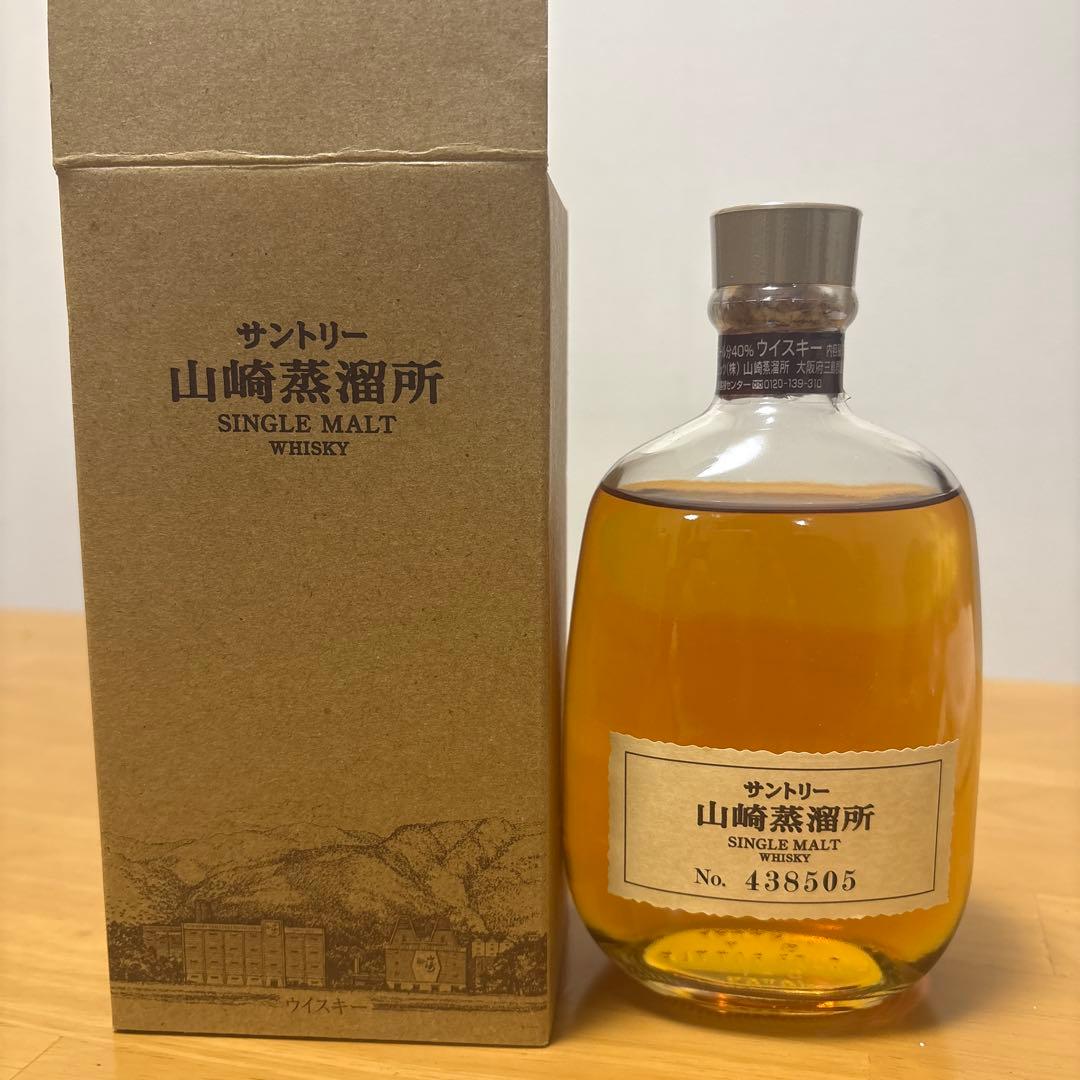 サントリー
山崎蒸溜所
SINGLE MALT
WHISKY
ウイスキー
分40% ウイスキー 内容
(株) 山崎蒸溜所 大阪府三島
センター 0120-139-310
サントリー
山崎蒸溜所
SINGLE MALT
WHISKY
No. 438505